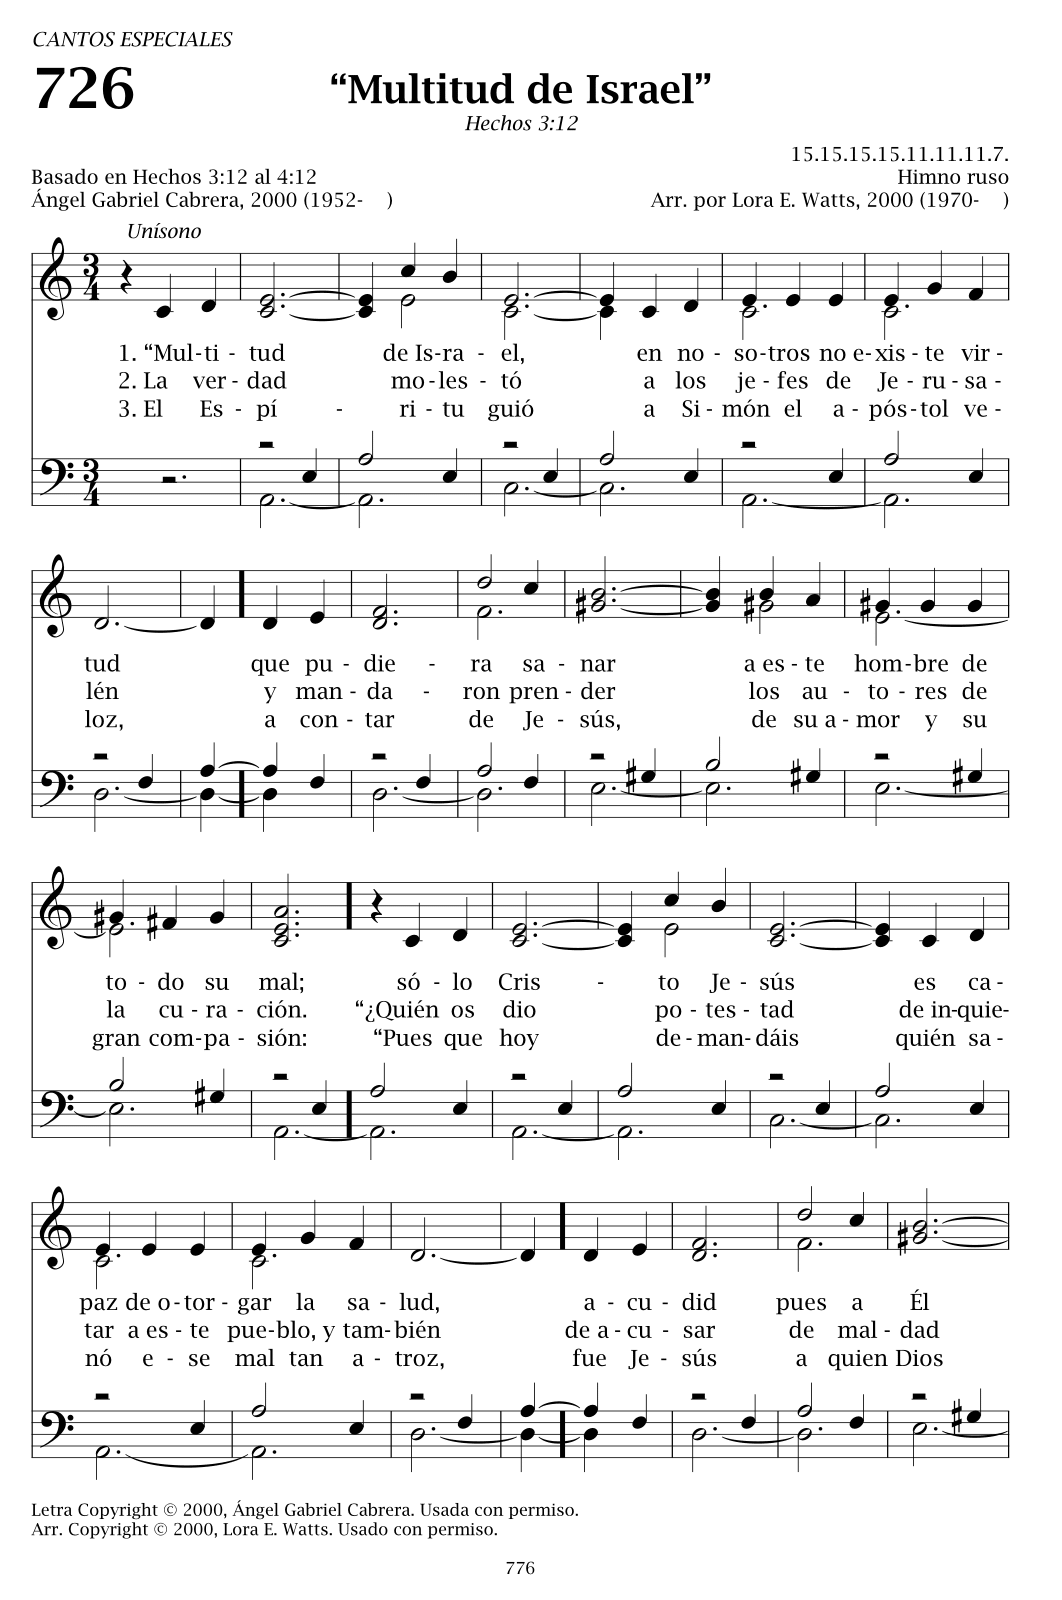 CANTOS ESPECIALES
726
“Multitud de Israel”
Hechos 3:12
15.15.15.15.11.11.11.7.
Basado en Hechos 3:12 al 4:12
Himno ruso
Ángel Gabriel Cabrera, 2000 (1952- )
Arr. por Lora E. Watts, 2000 (1970- )
Unísono
1. “Mul-ti - tud de Is-ra - el, en no - so-tros no e-xis - te vir -
2. La ver - dad mo-les - tó a los je - fes de Je - ru - sa -
3. El Es - pí - ri - tu guió a Si - món el a - pós-tol ve -
tud que pu - die - ra sa - nar a es - te hom-bre de
lén y man - da - ron pren - der los au - to - res de
loz, a con - tar de Je - sús, de su a - mor y su
to - do su mal; só - lo Cris - to Je - sús es ca -
la cu - ra - ción. “¿Quién os dio po - tes - tad de in-quie-
gran com-pa - sión: “Pues que hoy de - man-dáis quién sa -
paz de o-tor - gar la sa - lud, a - cu - did pues a Él
tar a es - te pue-blo, y tam-bién de a - cu - sar de mal - dad
nó e - se mal tan a - troz, fue Je - sús a quien Dios
Letra Copyright © 2000, Ángel Gabriel Cabrera. Usada con permiso.
Arr. Copyright © 2000, Lora E. Watts. Usado con permiso.
776